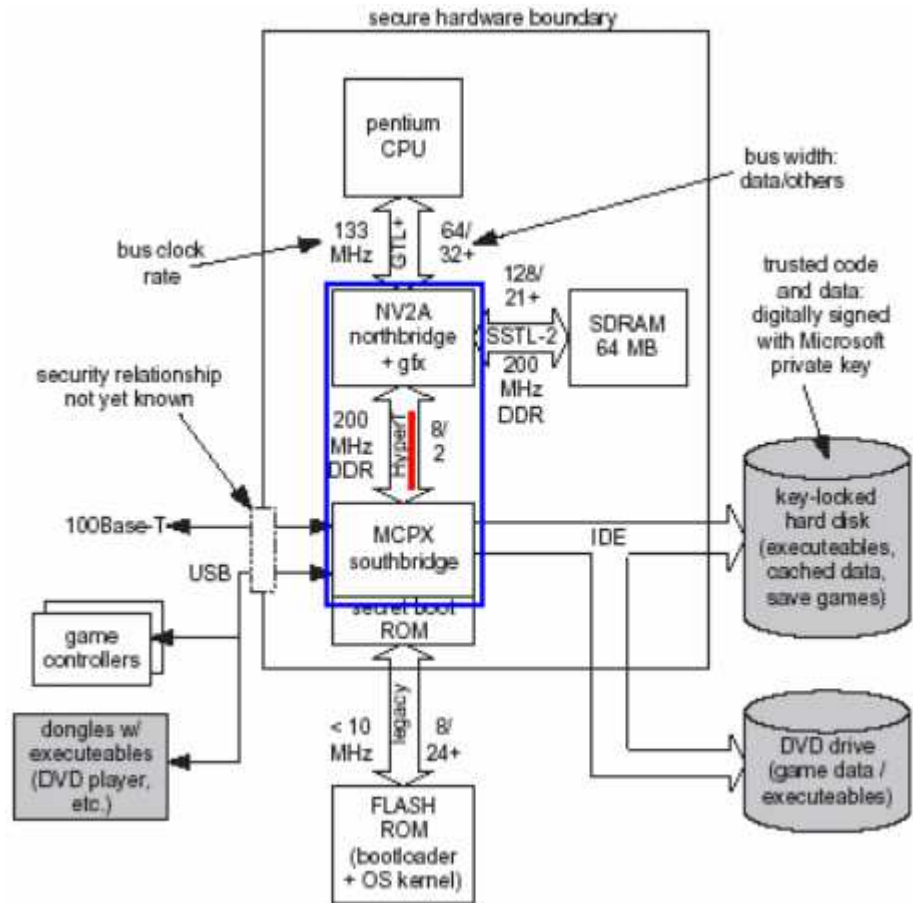 secure hardware boundary
pentium
CPU
bus width:
data/others
133
MHz
GTL+
64/
32+
bus clock
rate
128/
21+
trusted code
and data:
digitally signed
with Microsoft
private key
NV2A
northbridge
+ gfx
SSTL-2
SDRAM
64 MB
200
MHz
DDR
security relationship
not yet known
200
MHz
DDR
HyperT
8/
2
100Base-T
MCPX
southbridge
IDE
key-locked
hard disk
(executeables,
cached data,
save games)
USB
secret boot
ROM
game
controllers
< 10
MHz
legacy
8/
24+
dongles w/
executeables
(DVD player,
etc.)
DVD drive
(game data /
executeables)
FLASH
ROM
(bootloader
+ OS kernel)